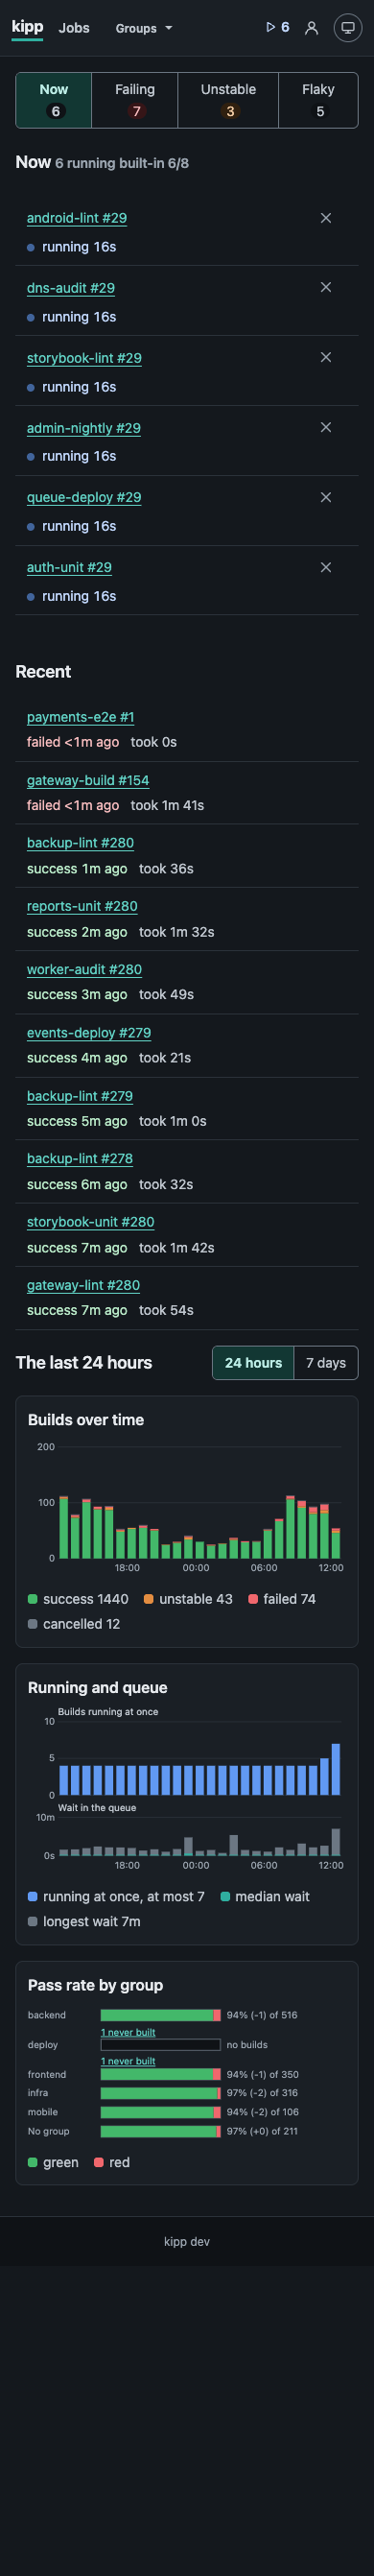 kipp Jobs Groups 6
Now Failing Unstable Flaky
6 7 3 5
Now 6 running built-in 6/8
android-lint #29
running 16s
dns-audit #29
running 16s
storybook-lint #29
running 16s
admin-nightly #29
running 16s
queue-deploy #29
running 16s
auth-unit #29
running 16s
Recent
payments-e2e #1
failed <1m ago took 0s
gateway-build #154
failed <1m ago took 1m 41s
backup-lint #280
success 1m ago took 36s
reports-unit #280
success 2m ago took 1m 32s
worker-audit #280
success 3m ago took 49s
events-deploy #279
success 4m ago took 21s
backup-lint #279
success 5m ago took 1m 0s
backup-lint #278
success 6m ago took 32s
storybook-unit #280
success 7m ago took 1m 42s
gateway-lint #280
success 7m ago took 54s
The last 24 hours 24 hours 7 days
Builds over time
200
100
0
18:00 00:00 06:00 12:00
success 1440 unstable 43 failed 74
cancelled 12
Running and queue
Builds running at once
10
5
0
Wait in the queue
10m
0s
18:00 00:00 06:00 12:00
running at once, at most 7 median wait
longest wait 7m
Pass rate by group
backend 94% (-1) of 516
1 never built
deploy no builds
1 never built
frontend 94% (-1) of 350
infra 97% (-2) of 316
mobile 94% (-2) of 106
No group 97% (+0) of 211
green red
kipp dev